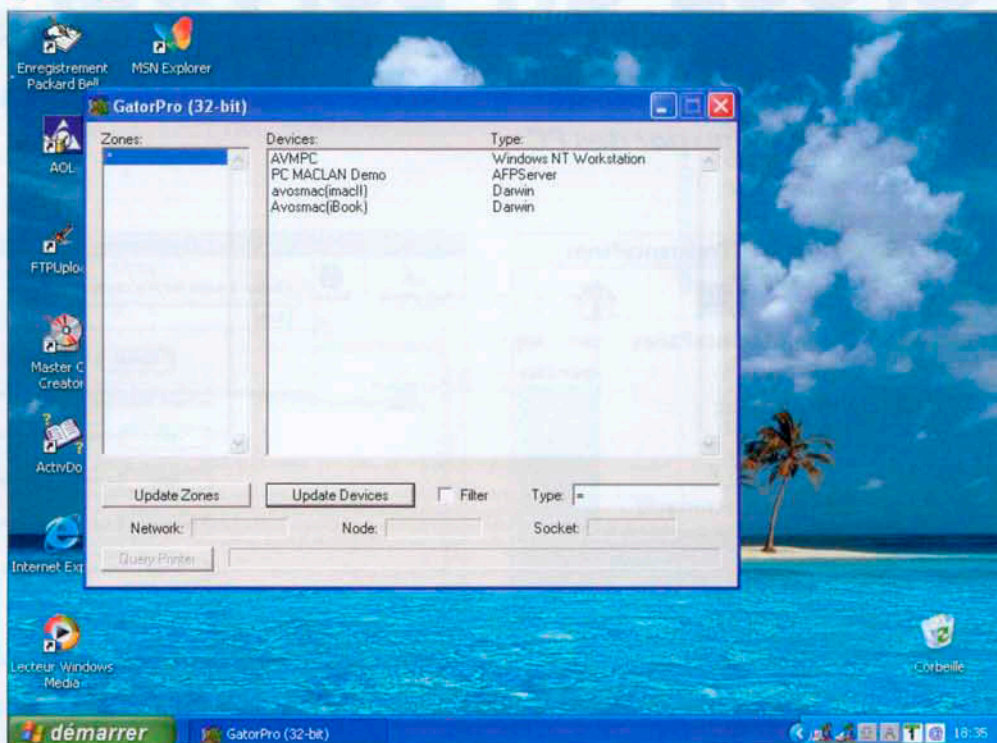 Enregistrement
Packard Bell
MSN Explorer
AOL
FTPUplo
Master C
Creator
ActivDo
Internet Exp
Lecteur Windows
Media
Corbeille
GatorPro (32-bit)
Zones:
Devices:
Type:
*
AVMPC
Windows NT Workstation
PC MACLAN Demo
AFPServer
avosmac(imacII)
Darwin
Avosmac(iBook)
Darwin
Update Zones
Update Devices
Filter
Type:
=
Network:
Node:
Socket:
Query Printer
démarrer
GatorPro (32-bit)
18:35